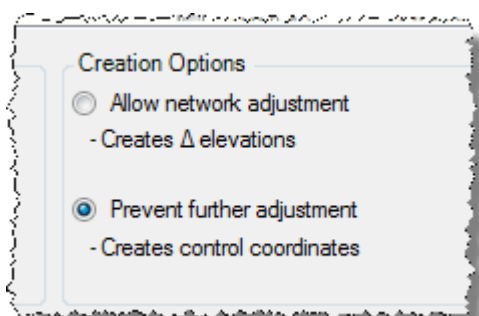 Creation Options
Allow network adjustment
- Creates Δ elevations
Prevent further adjustment
- Creates control coordinates